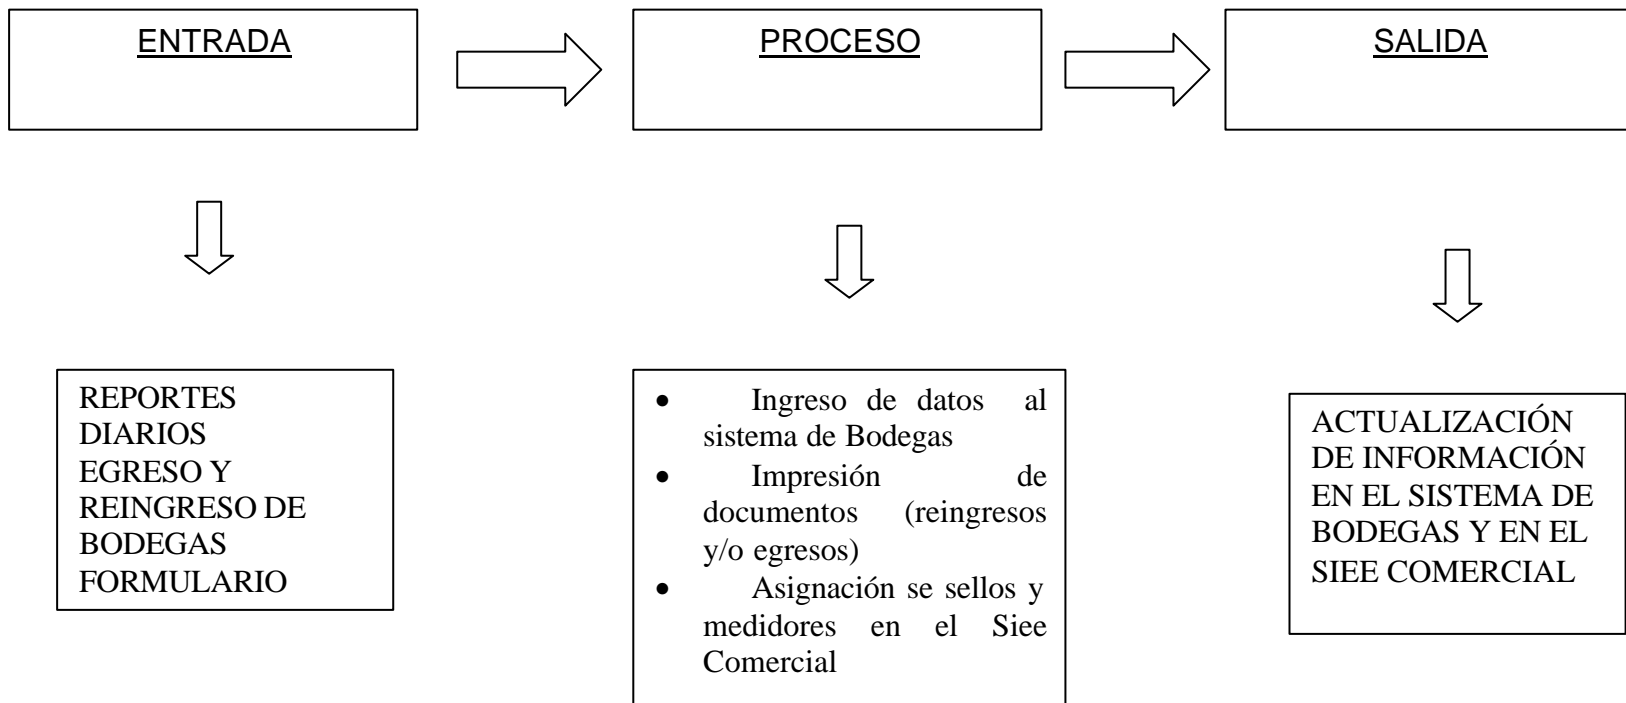 ENTRADA
PROCESO
SALIDA
REPORTES
DIARIOS
EGRESO Y
REINGRESO DE
BODEGAS
FORMULARIO
• Ingreso de datos al
sistema de Bodegas
• Impresión de
documentos (reingresos
y/o egresos)
• Asignación se sellos y
medidores en el Siee
Comercial
ACTUALIZACIÓN
DE INFORMACIÓN
EN EL SISTEMA DE
BODEGAS Y EN EL
SIEE COMERCIAL